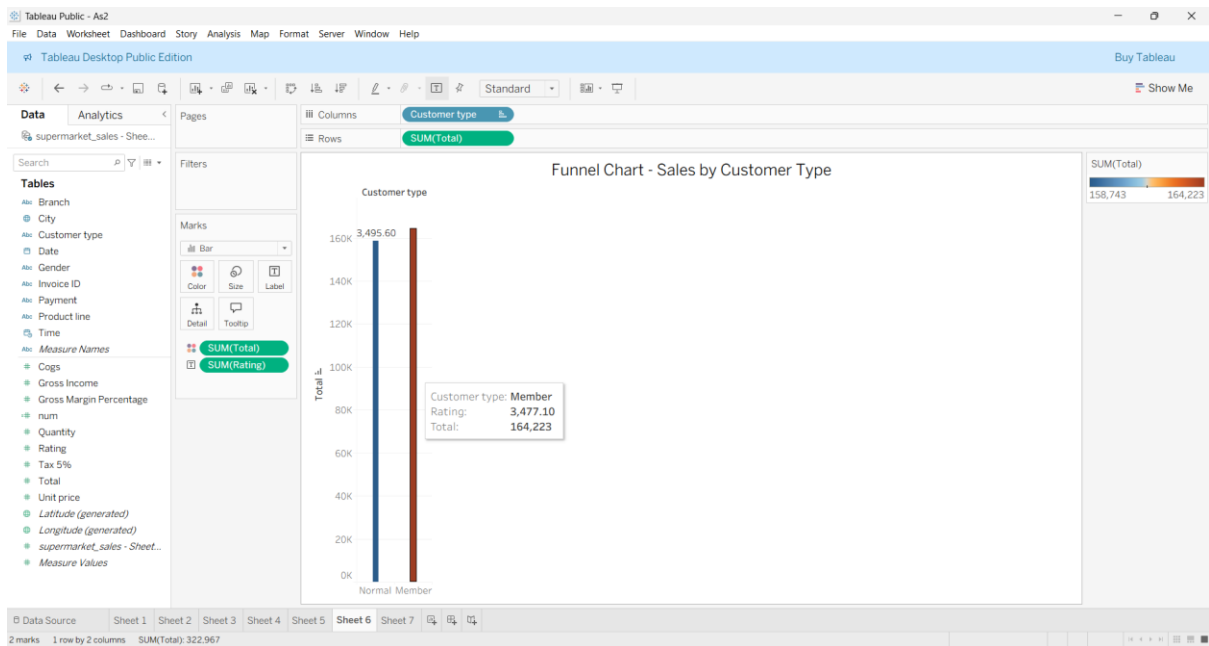 Tableau Public - As2
File Data Worksheet Dashboard Story Analysis Map Format Server Window Help
Tableau Desktop Public Edition Buy Tableau
Standard Show Me
Data Analytics
supermarket_sales - Shee...
Search
Tables
Branch
City
Customer type
Date
Gender
Invoice ID
Payment
Product line
Time
Measure Names
Cogs
Gross Income
Gross Margin Percentage
num
Quantity
Rating
Tax 5%
Total
Unit price
Latitude (generated)
Longitude (generated)
supermarket_sales - Sheet...
Measure Values
Pages
Filters
Marks
Bar
Color Size Label
Detail Tooltip
SUM(Total)
SUM(Rating)
Columns Customer type
Rows SUM(Total)
Funnel Chart - Sales by Customer Type
Customer type
3,495.60
160K
140K
120K
100K
80K
60K
40K
20K
0K
Total
Normal Member
Customer type: Member
Rating: 3,477.10
Total: 164,223
SUM(Total)
158,743 164,223
Data Source Sheet 1 Sheet 2 Sheet 3 Sheet 4 Sheet 5 Sheet 6 Sheet 7
2 marks 1 row by 2 columns SUM(Total): 322,967